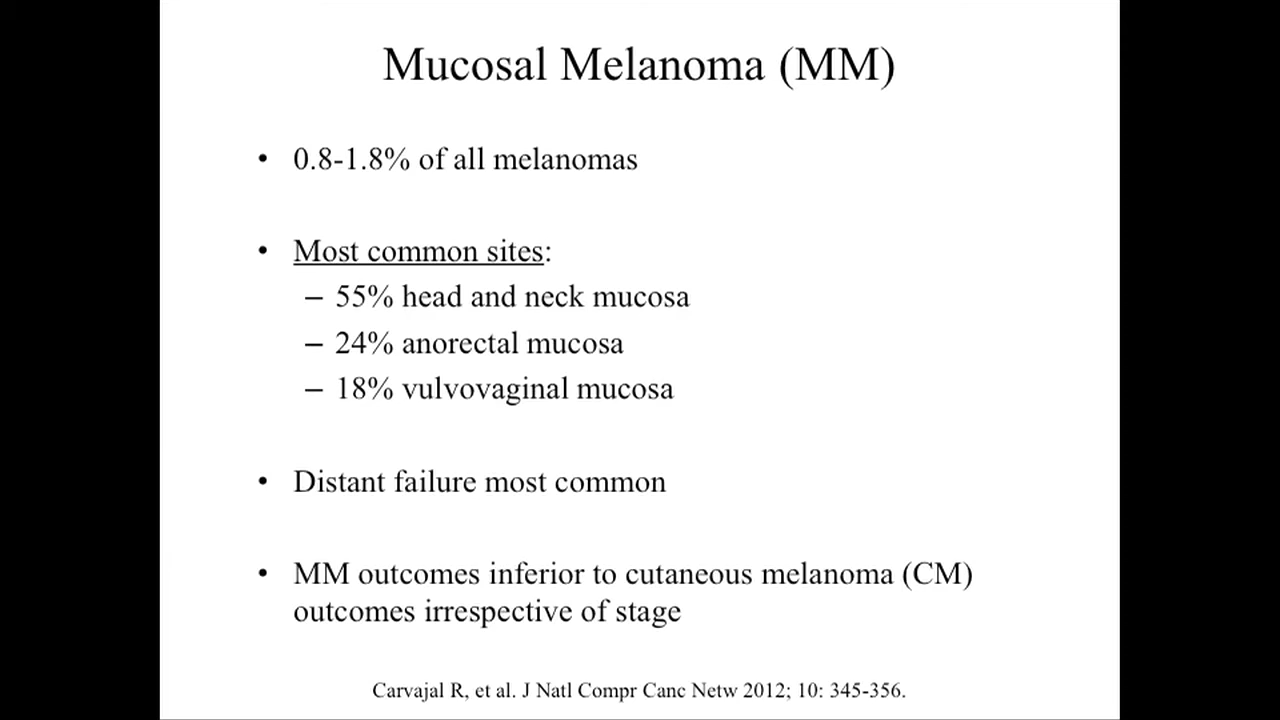 Mucosal Melanoma (MM)
• 0.8-1.8% of all melanomas
• Most common sites:
– 55% head and neck mucosa
– 24% anorectal mucosa
– 18% vulvovaginal mucosa
• Distant failure most common
• MM outcomes inferior to cutaneous melanoma (CM)
outcomes irrespective of stage
Carvajal R, et al. J Natl Compr Canc Netw 2012; 10: 345-356.